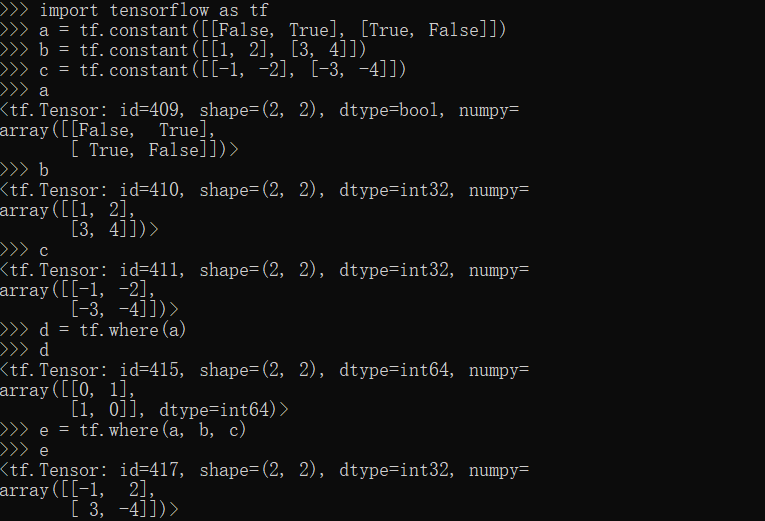 >>> import tensorflow as tf
>>> a = tf.constant([[False, True], [True, False]])
>>> b = tf.constant([[1, 2], [3, 4]])
>>> c = tf.constant([[-1, -2], [-3, -4]])
>>> a
<tf.Tensor: id=409, shape=(2, 2), dtype=bool, numpy=
array([[False,  True],
       [ True, False]])>
>>> b
<tf.Tensor: id=410, shape=(2, 2), dtype=int32, numpy=
array([[1, 2],
       [3, 4]])>
>>> c
<tf.Tensor: id=411, shape=(2, 2), dtype=int32, numpy=
array([[-1, -2],
       [-3, -4]])>
>>> d = tf.where(a)
>>> d
<tf.Tensor: id=415, shape=(2, 2), dtype=int64, numpy=
array([[0, 1],
       [1, 0]], dtype=int64)>
>>> e = tf.where(a, b, c)
>>> e
<tf.Tensor: id=417, shape=(2, 2), dtype=int32, numpy=
array([[-1,  2],
       [ 3, -4]])>